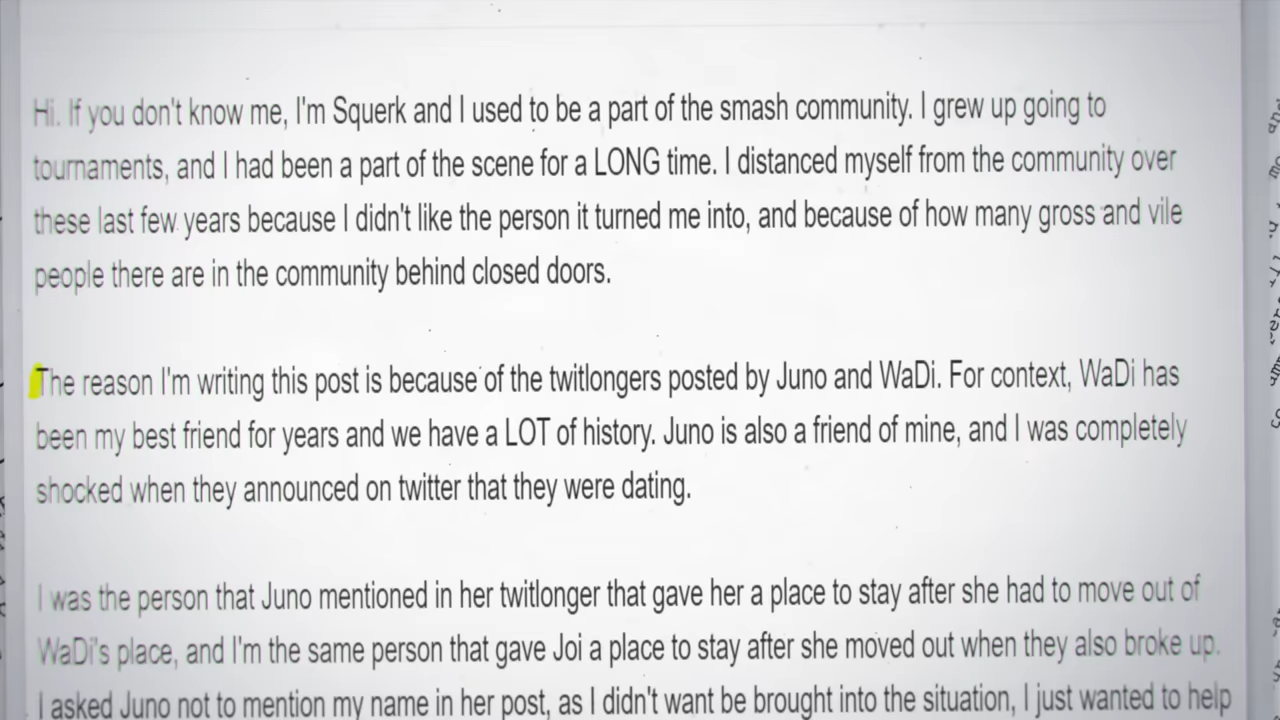 Hi. If you don't know me, I'm Squerk and I used to be a part of the smash community. I grew up going to
tournaments, and I had been a part of the scene for a LONG time. I distanced myself from the community over
these last few years because I didn't like the person it turned me into, and because of how many gross and vile
people there are in the community behind closed doors.
The reason I'm writing this post is because of the twitlongers posted by Juno and WaDi. For context, WaDi has
been my best friend for years and we have a LOT of history. Juno is also a friend of mine, and I was completely
shocked when they announced on twitter that they were dating.
I was the person that Juno mentioned in her twitlonger that gave her a place to stay after she had to move out of
WaDi's place, and I'm the same person that gave Joi a place to stay after she moved out when they also broke up.
I asked Juno not to mention my name in her post, as I didn't want be brought into the situation, I just wanted to help